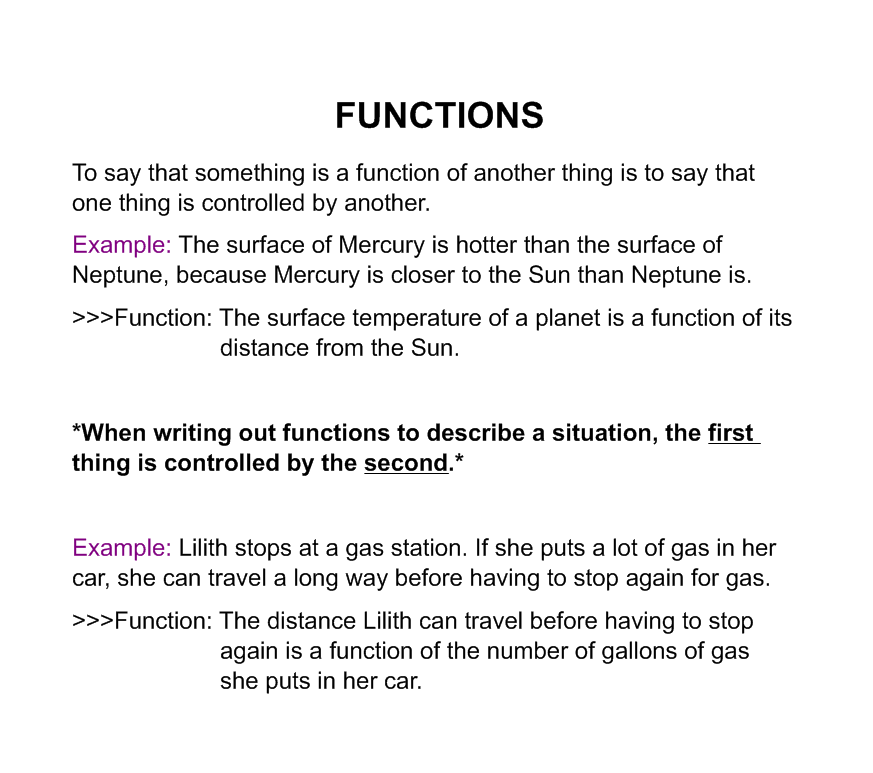 FUNCTIONS
To say that something is a function of another thing is to say that
one thing is controlled by another.
Example: The surface of Mercury is hotter than the surface of
Neptune, because Mercury is closer to the Sun than Neptune is.
>>>Function: The surface temperature of a planet is a function of its
distance from the Sun.
*When writing out functions to describe a situation, the first
thing is controlled by the second.*
Example: Lilith stops at a gas station. If she puts a lot of gas in her
car, she can travel a long way before having to stop again for gas.
>>>Function: The distance Lilith can travel before having to stop
again is a function of the number of gallons of gas
she puts in her car.